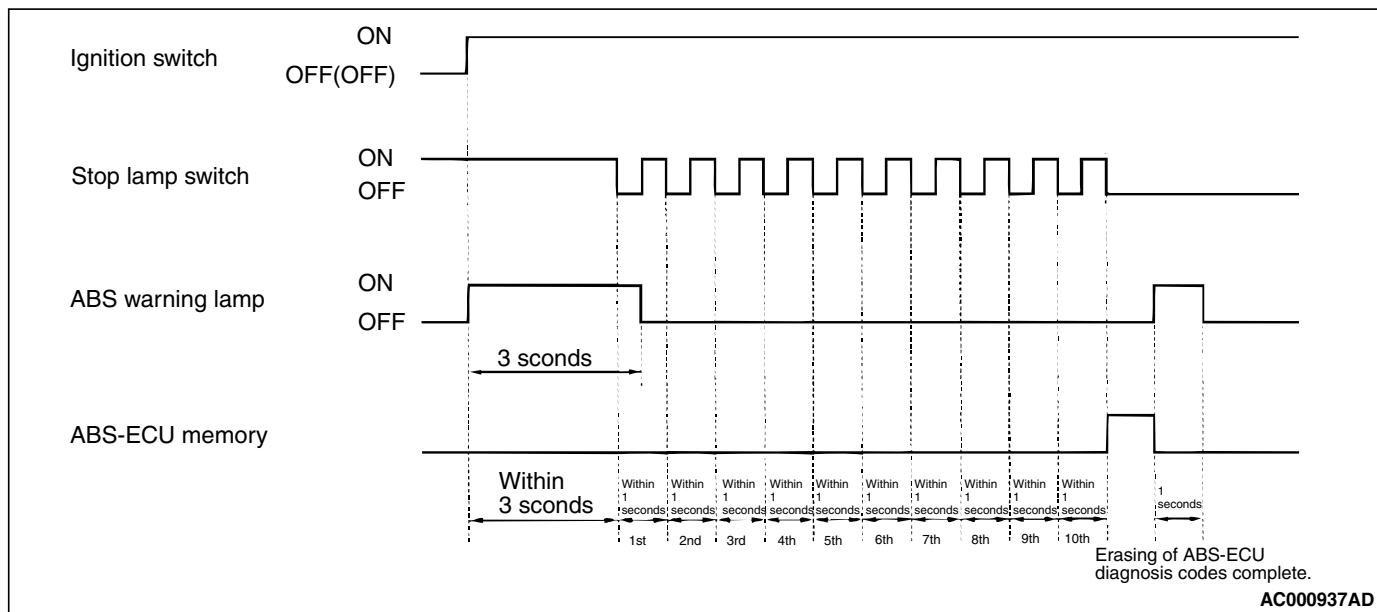 ON
Ignition switch
OFF(OFF)
ON
Stop lamp switch
OFF
ON
ABS warning lamp
OFF
3 sconds
ABS-ECU memory
Within
3 sconds
Within
1
seconds
Within
1
seconds
Within
1
seconds
Within
1
seconds
Within
1
seconds
Within
1
seconds
Within
1
seconds
Within
1
seconds
Within
1
seconds
Within
1
seconds
1
seconds
1st 2nd 3rd 4th 5th 6th 7th 8th 9th 10th
Erasing of ABS-ECU
diagnosis codes complete.
AC000937AD